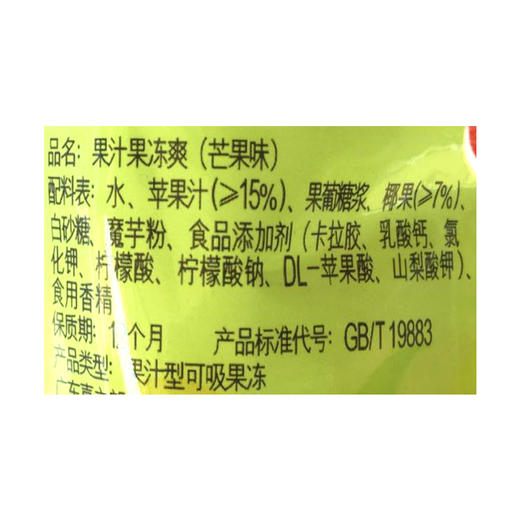 品名: 果汁果冻爽 (芒果味)
配料表: 水、苹果汁(≥15%)、果葡糖浆、椰果(≥7%)、
白砂糖、魔芋粉、食品添加剂 (卡拉胶、乳酸钙、氯
化钾、柠檬酸、柠檬酸钠、DL-苹果酸、山梨酸钾)、
食用香精
保质期: 12个月 产品标准代号: GB/T 19883
产品类型: 果汁型可吸果冻